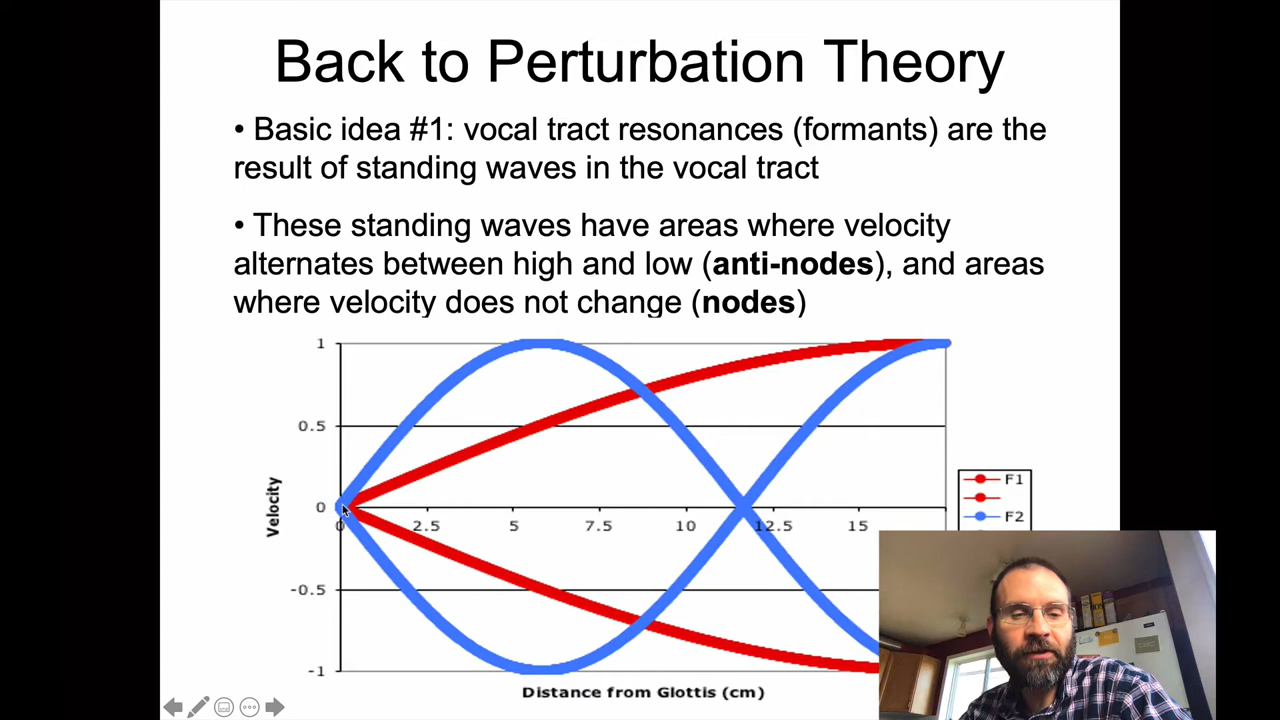 Back to Perturbation Theory
• Basic idea #1: vocal tract resonances (formants) are the
result of standing waves in the vocal tract
• These standing waves have areas where velocity
alternates between high and low (anti-nodes), and areas
where velocity does not change (nodes)
1
0.5
0
-0.5
-1
Velocity
0 2.5 5 7.5 10 12.5 15
Distance from Glottis (cm)
F1
F2